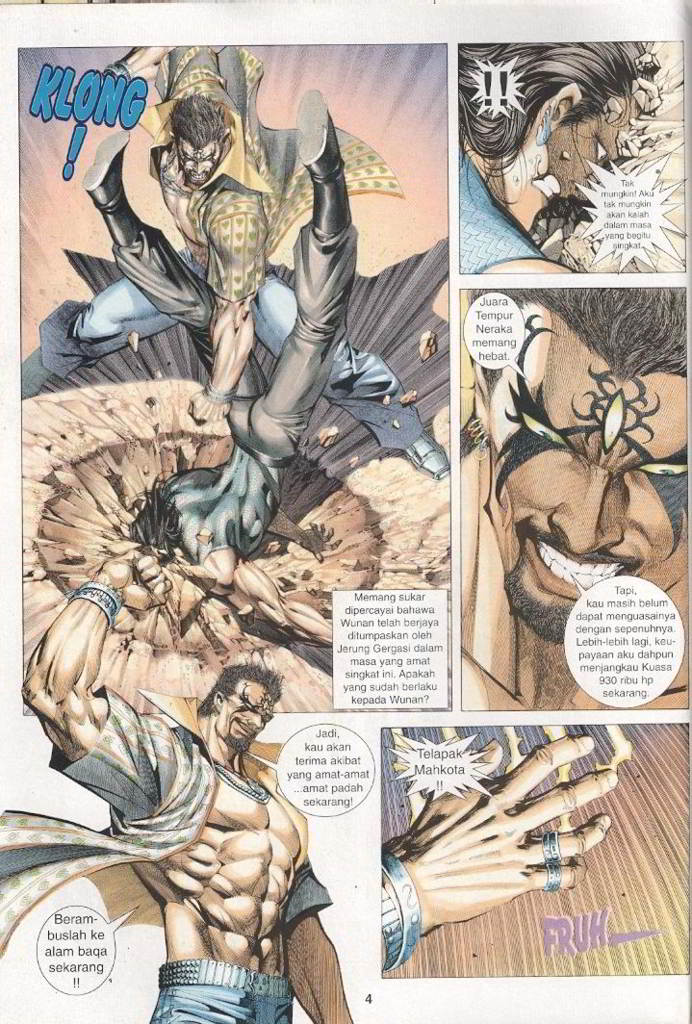 KLONG
!
!!
Tak
mungkin! Aku
tak mungkin
akan kalah
dalam masa
yang begitu
singkat.
Juara
Tempur
Neraka
memang
hebat.
Tapi,
kau masih belum
dapat menguasainya
dengan sepenuhnya.
Lebih-lebih lagi, keu-
payaan aku dahpun
menjangkau Kuasa
930 ribu hp
sekarang.
Memang sukar
dipercayai bahawa
Wunan telah berjaya
ditumpaskan oleh
Jerung Gergasi dalam
masa yang amat
singkat ini. Apakah
yang sudah berlaku
kepada Wunan?
Jadi,
kau akan
terima akibat
yang amat-amat
...amat padah
sekarang!
Beram-
buslah ke
alam baqa
sekarang
!!
Telapak
Mahkota
!!
FRUH
4